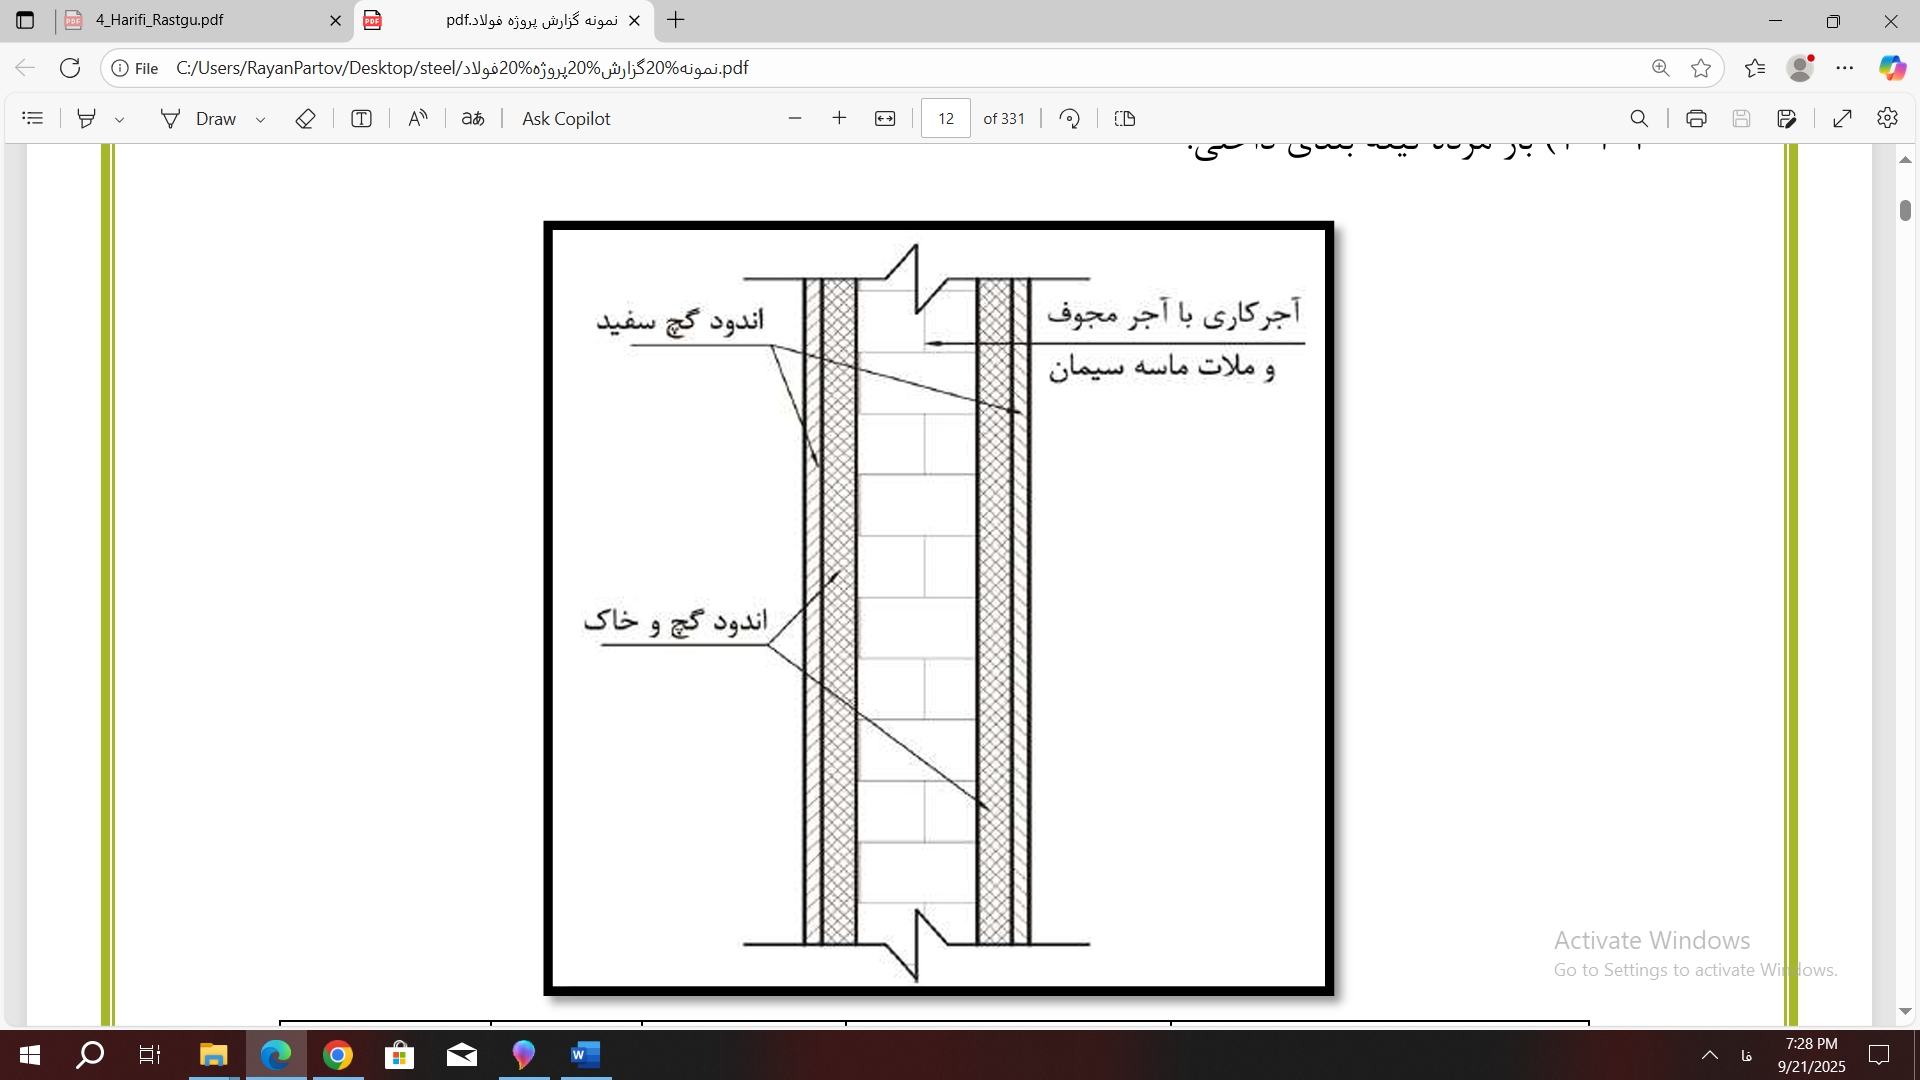 4_Harifi_Rastgu.pdf
نمونه گزارش پروژه فولاد.pdf
File
C:/Users/RayanPartov/Desktop/steel/نمونه%20گزارش%20پروژه%20فولاد.pdf
Draw
Ask Copilot
12
of 331
بار مرده تیغه بندی داخلی:
اندود گچ سفید
آجرکاری با آجر مجوف
و ملات ماسه سیمان
اندود گچ و خاک
Activate Windows
Go to Settings to activate Windows.
فا
7:28 PM
9/21/2025